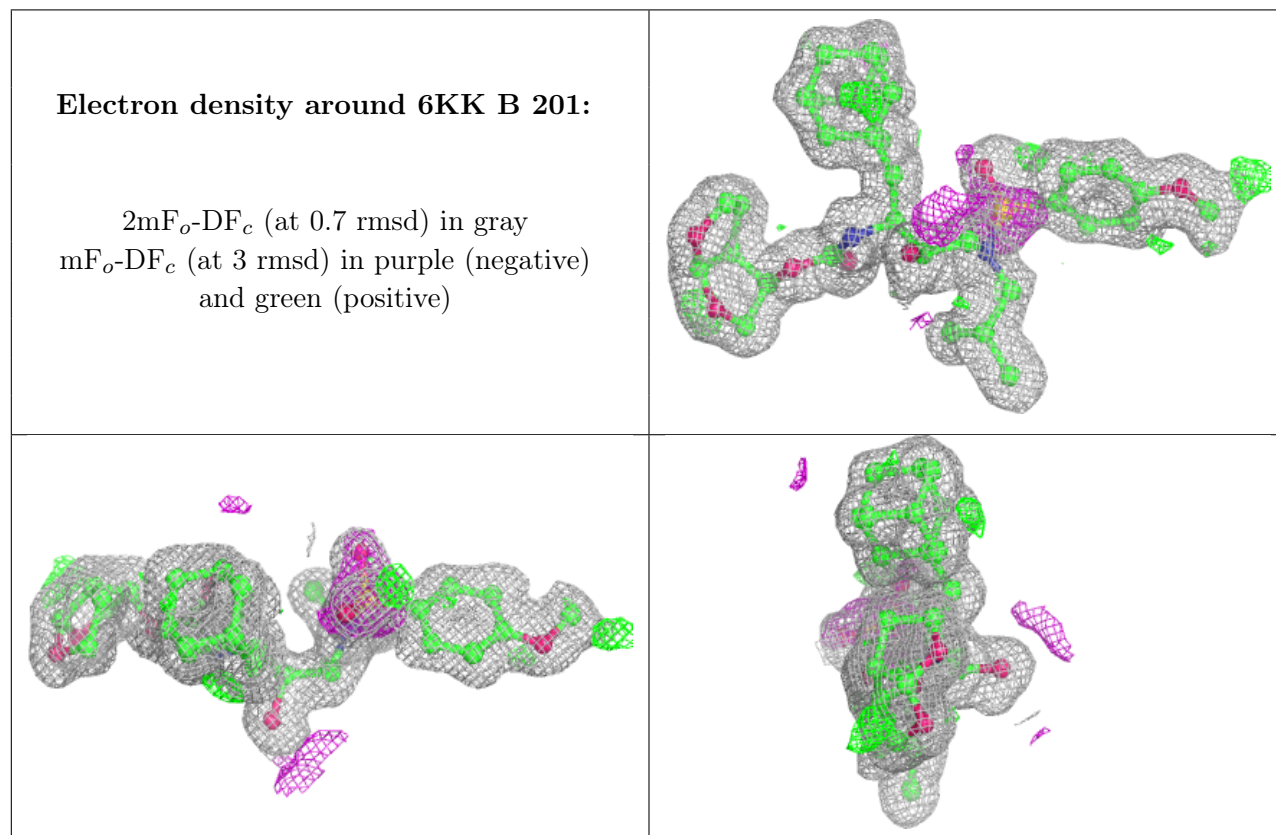 Electron density around 6KK B 201:
2mFo-DFc (at 0.7 rmsd) in gray
mFo-DFc (at 3 rmsd) in purple (negative)
and green (positive)